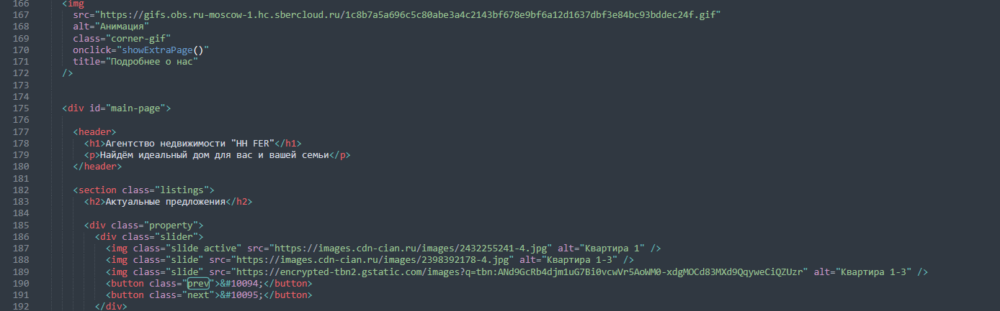 166 <img
167 src="https://gifs.obs.ru-moscow-1.hc.sbercloud.ru/1c8b7a5a696c5c80abe3a4c2143bf678e9bf6a12d1637dbf3e84bc93bddec24f.gif"
168 alt="Анимация"
169 class="corner-gif"
170 onclick="showExtraPage()"
171 title="Подробнее о нас"
172 />
173
174
175 <div id="main-page">
176
177 <header>
178 <h1>Агентство недвижимости "HH FER"</h1>
179 <p>Найдём идеальный дом для вас и вашей семьи</p>
180 </header>
181
182 <section class="listings">
183 <h2>Актуальные предложения</h2>
184
185 <div class="property">
186 <div class="slider">
187 <img class="slide active" src="https://images.cdn-cian.ru/images/2432255241-4.jpg" alt="Квартира 1" />
188 <img class="slide" src="https://images.cdn-cian.ru/images/2398392178-4.jpg" alt="Квартира 1-3" />
189 <img class="slide" src="https://encrypted-tbn2.gstatic.com/images?q=tbn:ANd9GcRb4djm1uG7Bi0vcwVr5AoWM0-xdgMOCd83MXd9QqyweCiQZUzr" alt="Квартира 1-3" />
190 <button class="prev">&#10094;</button>
191 <button class="next">&#10095;</button>
192 </div>